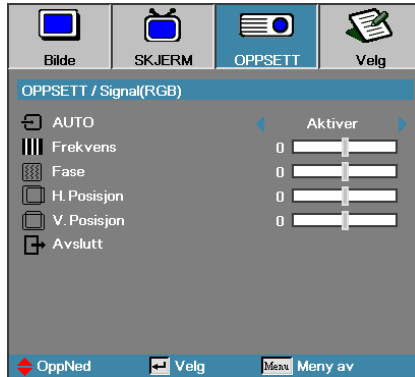 Bilde SKJERM OPPSETT Velg
OPPSETT / Signal(RGB)
AUTO Aktiver
Frekvens 0
Fase 0
H. Posisjon 0
V. Posisjon 0
Avslutt
OppNed Velg Menu Meny av